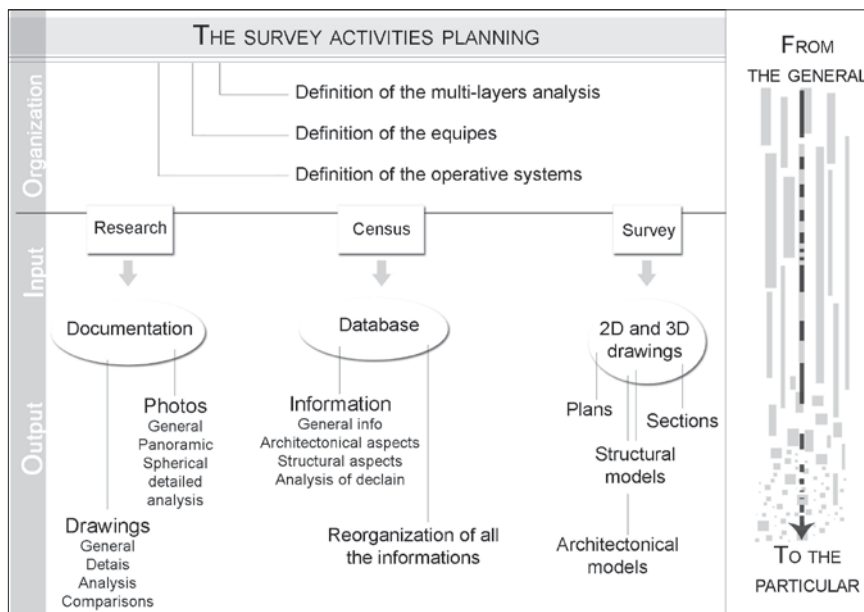 THE SURVEY ACTIVITIES PLANNING
Organization
Definition of the multi-layers analysis
Definition of the equipes
Definition of the operative systems
Input
Research
Census
Survey
Output
Documentation
Photos
General
Panoramic
Spherical
detailed
analysis
Drawings
General
Detais
Analysis
Comparisons
Database
Information
General info
Architectonical aspects
Structural aspects
Analysis of declain
Reorganization of all
the informations
2D and 3D
drawings
Plans
Sections
Structural
models
Architectonical
models
FROM
THE GENERAL
TO THE
PARTICULAR